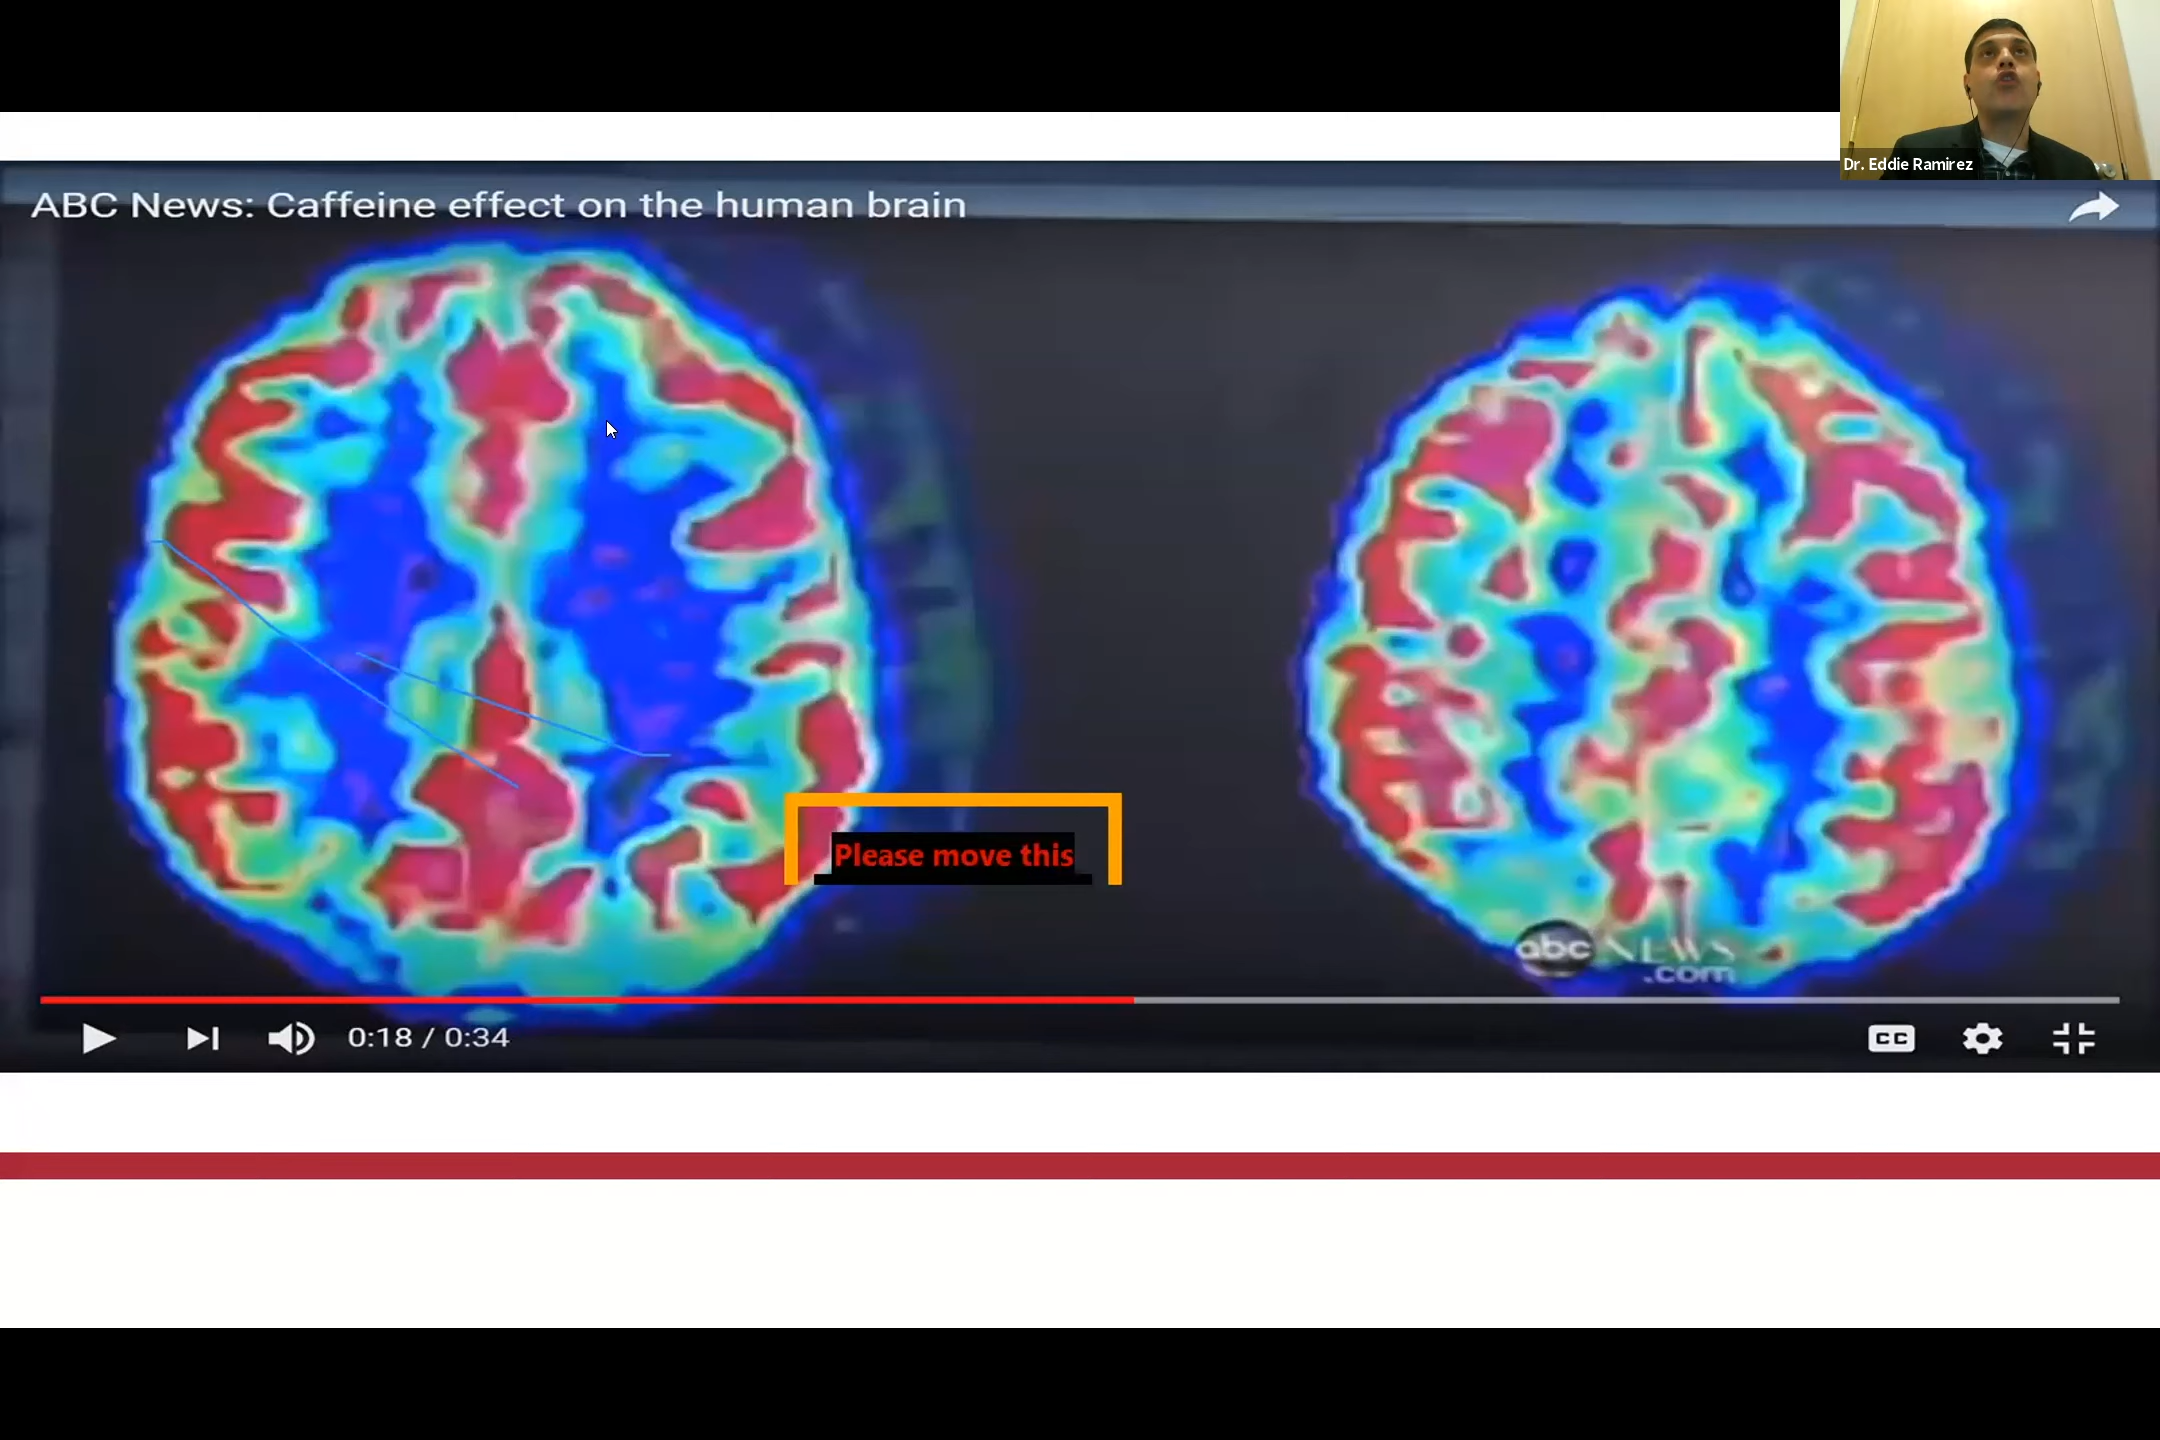 Dr. Eddie Ramirez
ABC News: Caffeine effect on the human brain
Please move this
abc NEWS
.com
0:18 / 0:34
CC